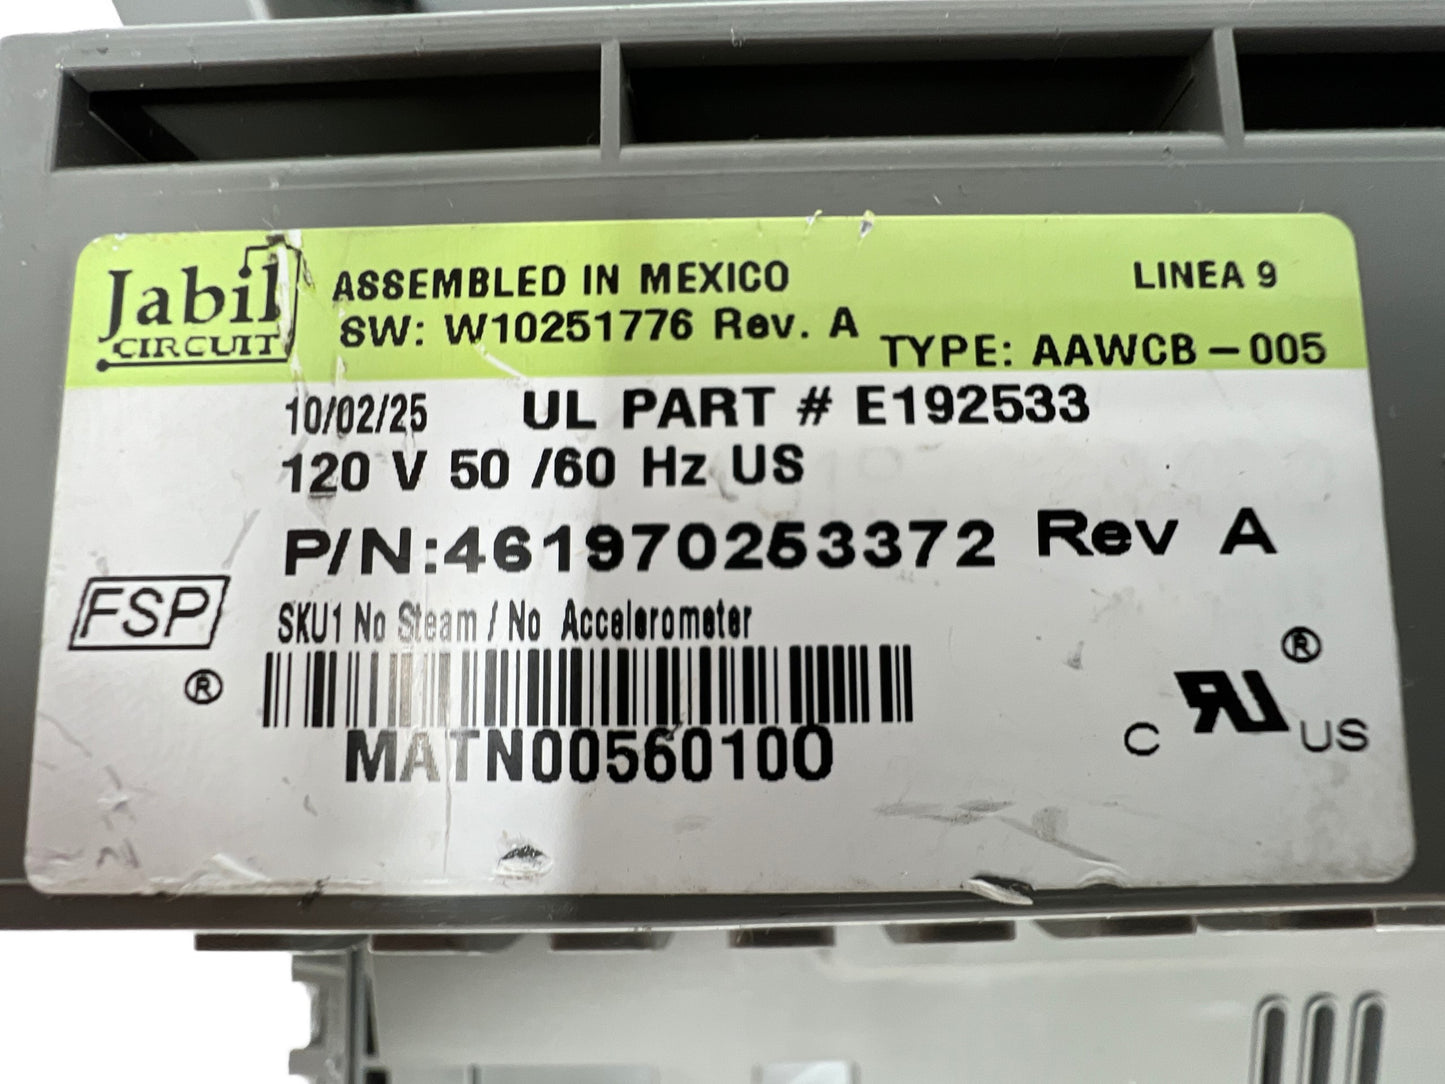 Jabil
CIRCUIT
ASSEMBLED IN MEXICO
LINEA 9
SW: W10251776 Rev. A
TYPE: AAWCB-005
10/02/25 UL PART # E192533
120 V 50 /60 Hz US
P/N:461970253372 Rev A
FSP
®
SKU1 No Steam / No Accelerometer
MATN00560100
®
C RU US